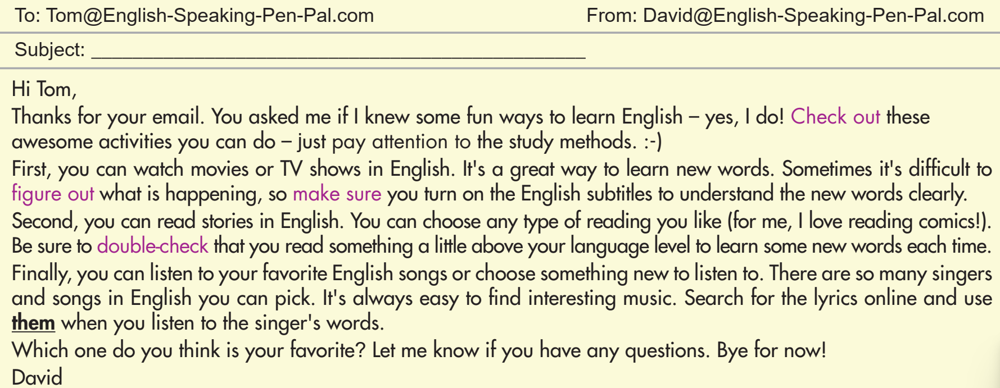 To: Tom@English-Speaking-Pen-Pal.com From: David@English-Speaking-Pen-Pal.com
Subject: ________________________________________________
Hi Tom,
Thanks for your email. You asked me if I knew some fun ways to learn English – yes, I do! Check out these
awesome activities you can do – just pay attention to the study methods. :-)
First, you can watch movies or TV shows in English. It's a great way to learn new words. Sometimes it's difficult to
figure out what is happening, so make sure you turn on the English subtitles to understand the new words clearly.
Second, you can read stories in English. You can choose any type of reading you like (for me, I love reading comics!).
Be sure to double-check that you read something a little above your language level to learn some new words each time.
Finally, you can listen to your favorite English songs or choose something new to listen to. There are so many singers
and songs in English you can pick. It's always easy to find interesting music. Search for the lyrics online and use
them when you listen to the singer's words.
Which one do you think is your favorite? Let me know if you have any questions. Bye for now!
David